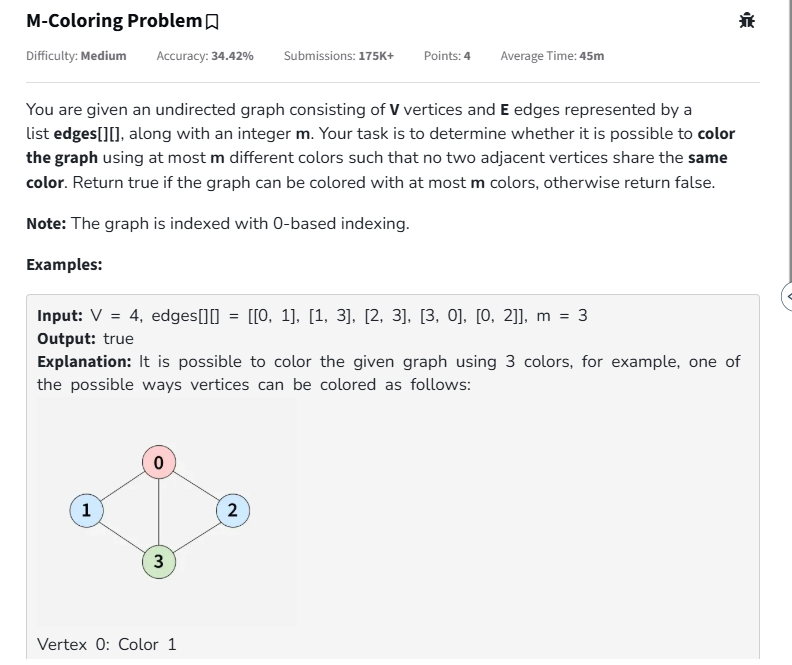 M-Coloring Problem
Difficulty: Medium Accuracy: 34.42% Submissions: 175K+ Points: 4 Average Time: 45m
You are given an undirected graph consisting of V vertices and E edges represented by a
list edges[][], along with an integer m. Your task is to determine whether it is possible to color
the graph using at most m different colors such that no two adjacent vertices share the same
color. Return true if the graph can be colored with at most m colors, otherwise return false.
Note: The graph is indexed with 0-based indexing.
Examples:
Input: V = 4, edges[][] = [[0, 1], [1, 3], [2, 3], [3, 0], [0, 2]], m = 3
Output: true
Explanation: It is possible to color the given graph using 3 colors, for example, one of
the possible ways vertices can be colored as follows:
0
1 2
3
Vertex 0: Color 1